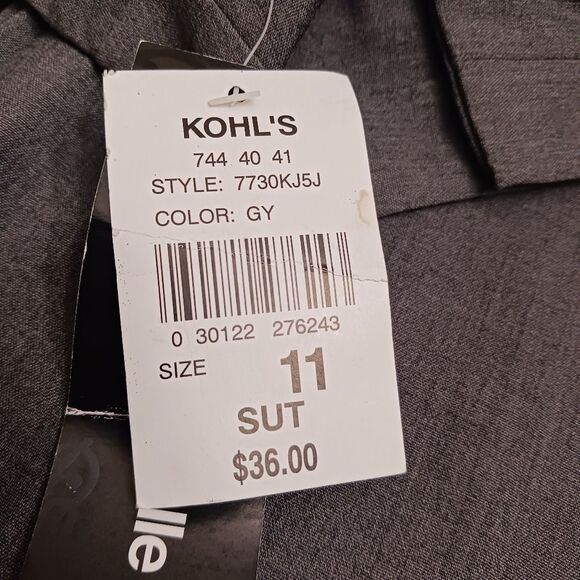 KOHL'S
744 40 41
STYLE: 7730KJ5J
COLOR: GY
0 30122 276243
SIZE 11
SUT
$36.00
lle